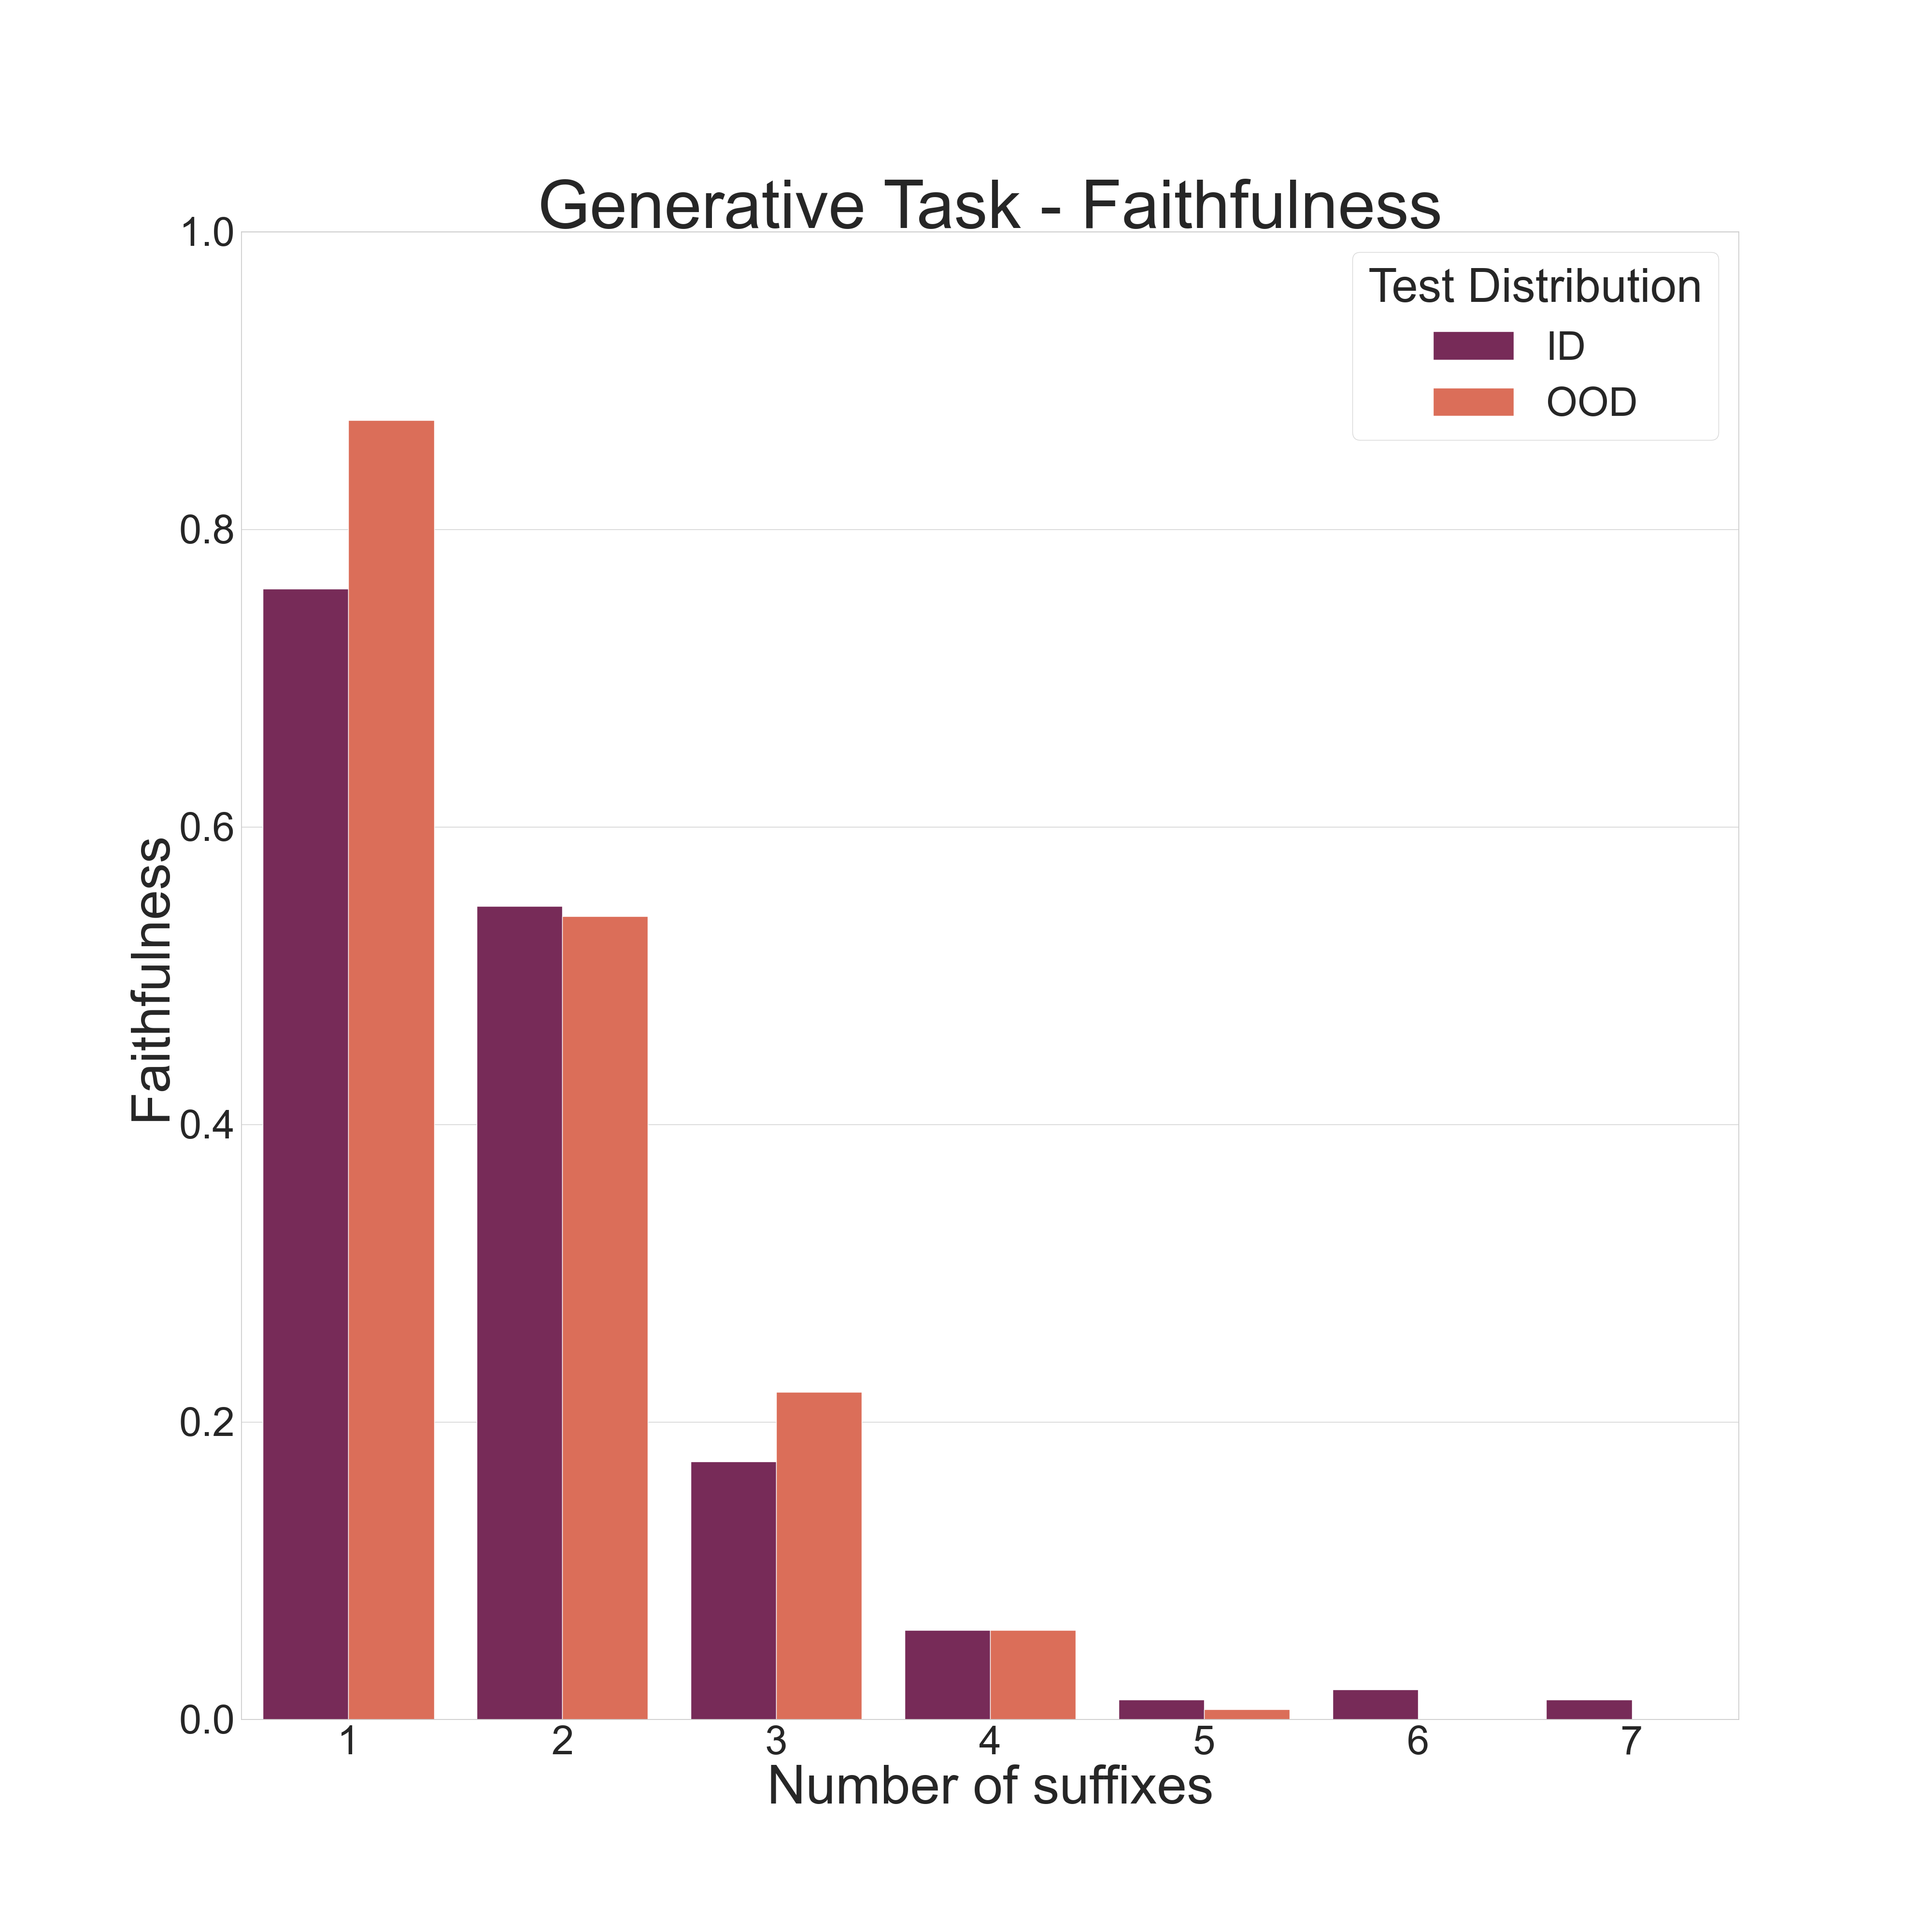 Generative Task - Faithfulness
Test Distribution
ID
OOD
1.0
0.8
0.6
0.4
0.2
0.0
Faithfulness
1 2 3 4 5 6 7
Number of suffixes